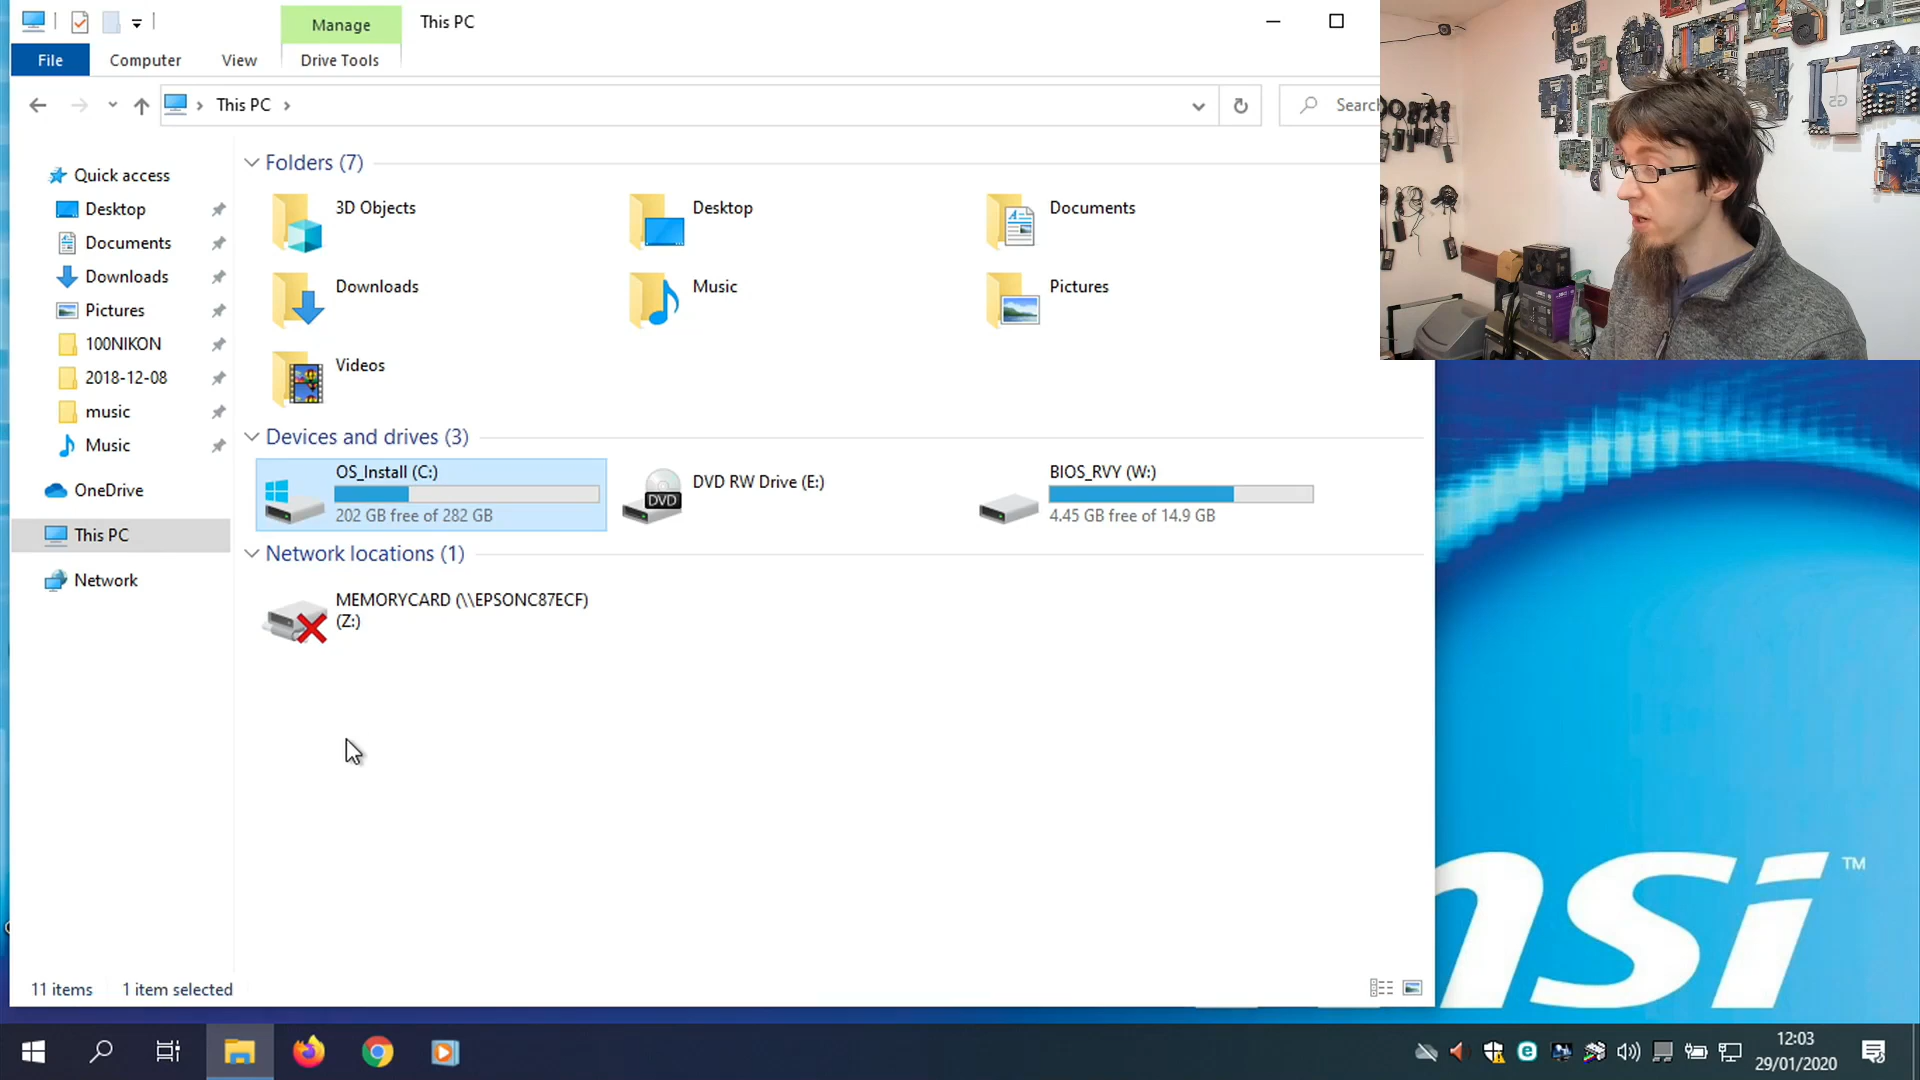 Manage
This PC
File
Computer
View
Drive Tools
This PC
Search
Folders (7)
Quick access
Desktop
Documents
Downloads
Pictures
100NIKON
2018-12-08
music
Music
OneDrive
This PC
Network
3D Objects
Desktop
Documents
Downloads
Music
Pictures
Videos
Devices and drives (3)
OS_Install (C:)
202 GB free of 282 GB
DVD
DVD RW Drive (E:)
BIOS_RVY (W:)
4.45 GB free of 14.9 GB
Network locations (1)
MEMORYCARD (\\EPSONC87ECF)
(Z:)
11 items
1 item selected
msi
TM
12:03
29/01/2020
G5